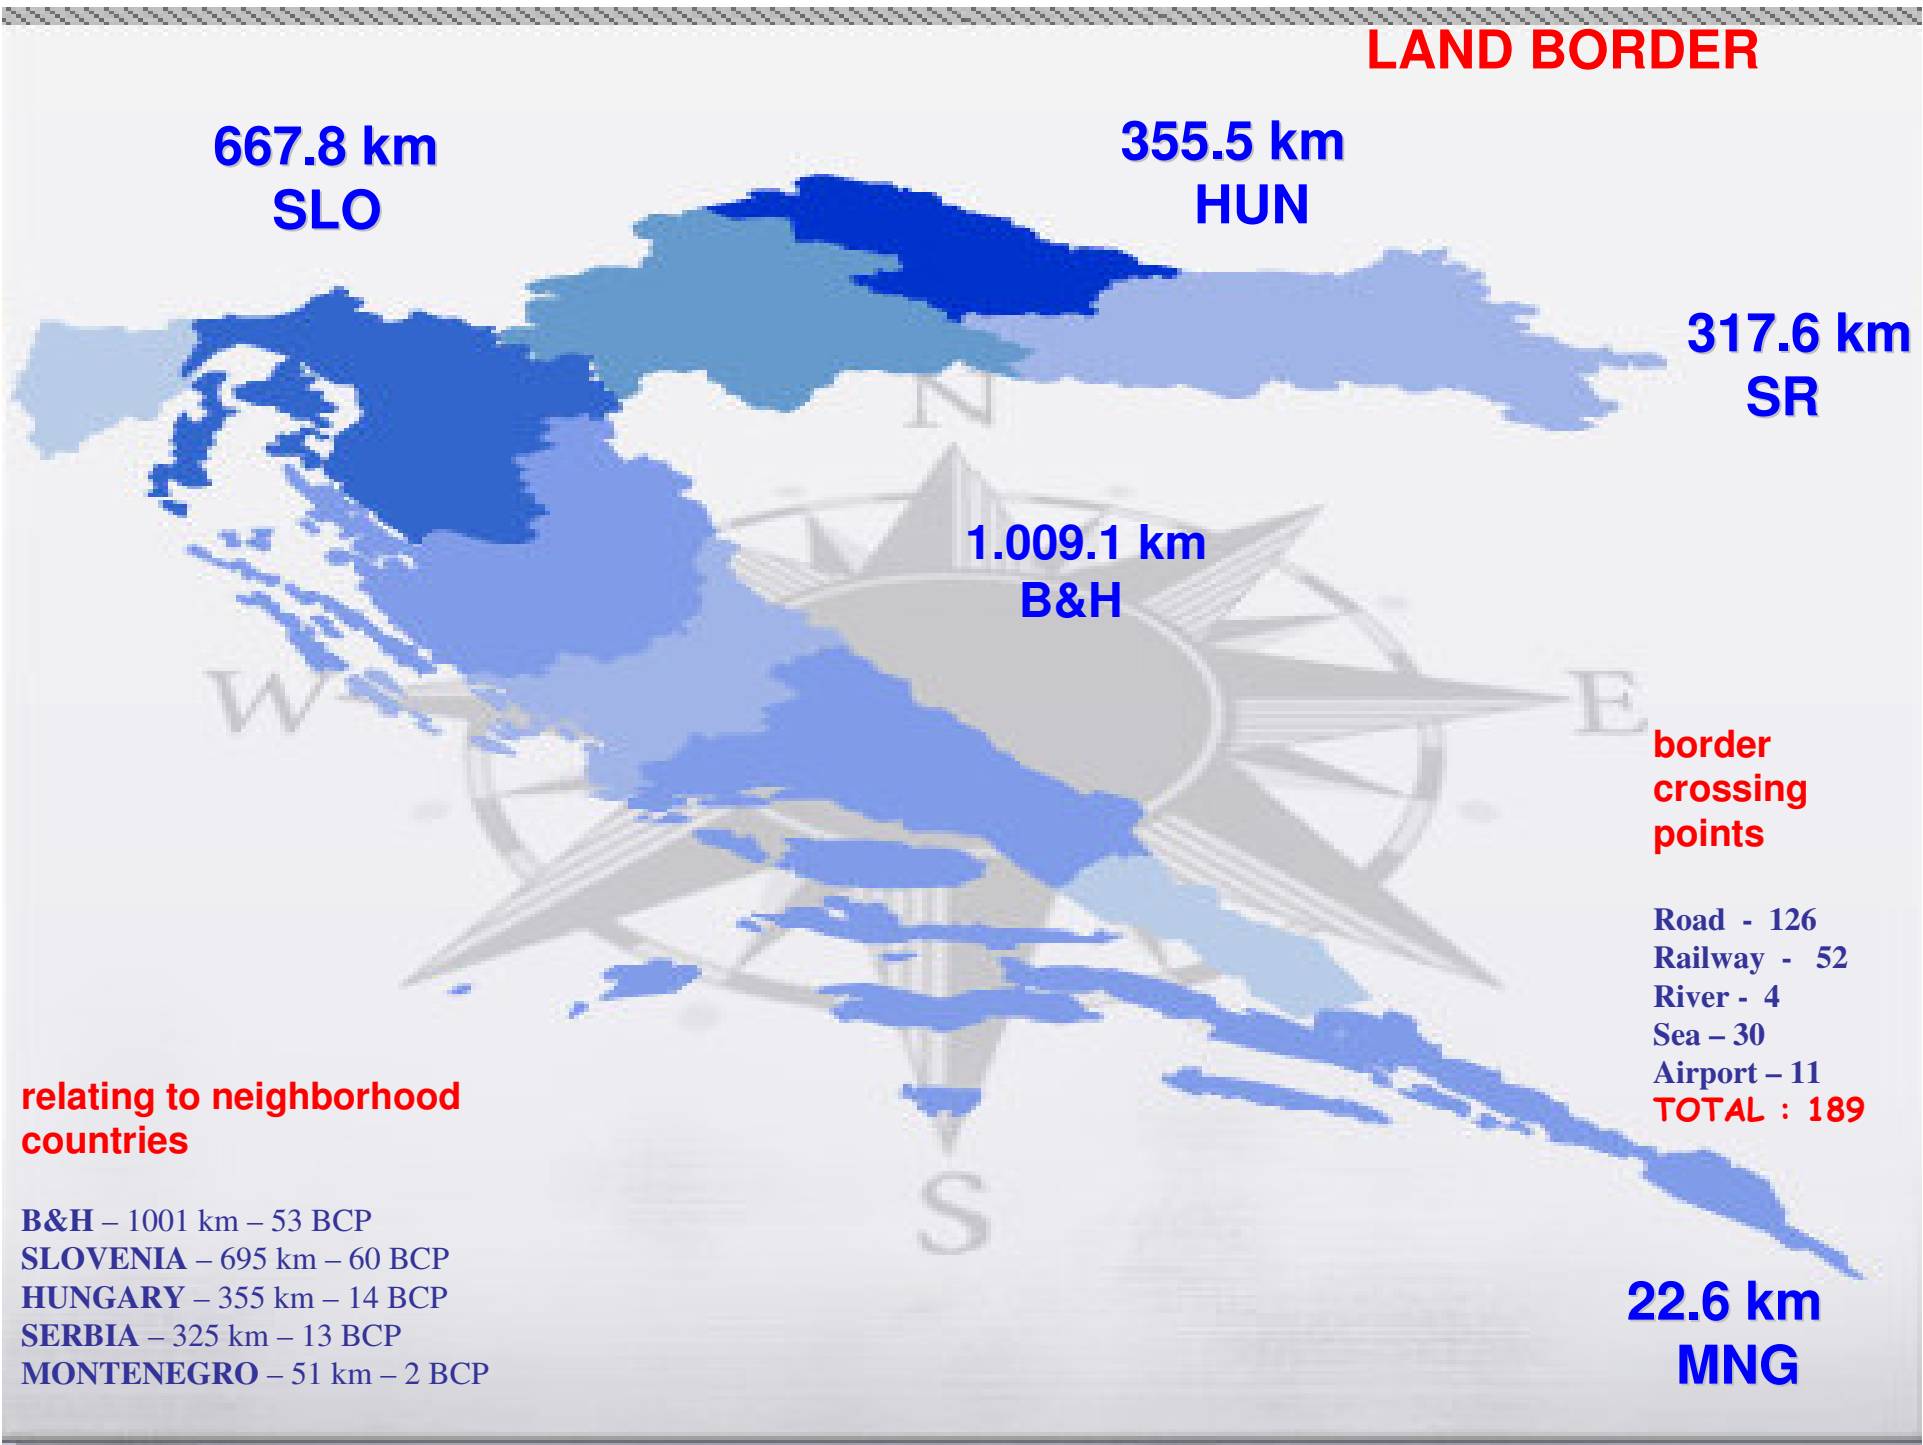 LAND BORDER
667.8 km
SLO
355.5 km
HUN
317.6 km
SR
N
1.009.1 km
B&H
W
E
border
crossing
points
Road - 126
Railway - 52
River - 4
Sea – 30
Airport – 11
TOTAL : 189
relating to neighborhood
countries
S
B&H – 1001 km – 53 BCP
SLOVENIA – 695 km – 60 BCP
HUNGARY – 355 km – 14 BCP
SERBIA – 325 km – 13 BCP
MONTENEGRO – 51 km – 2 BCP
22.6 km
MNG